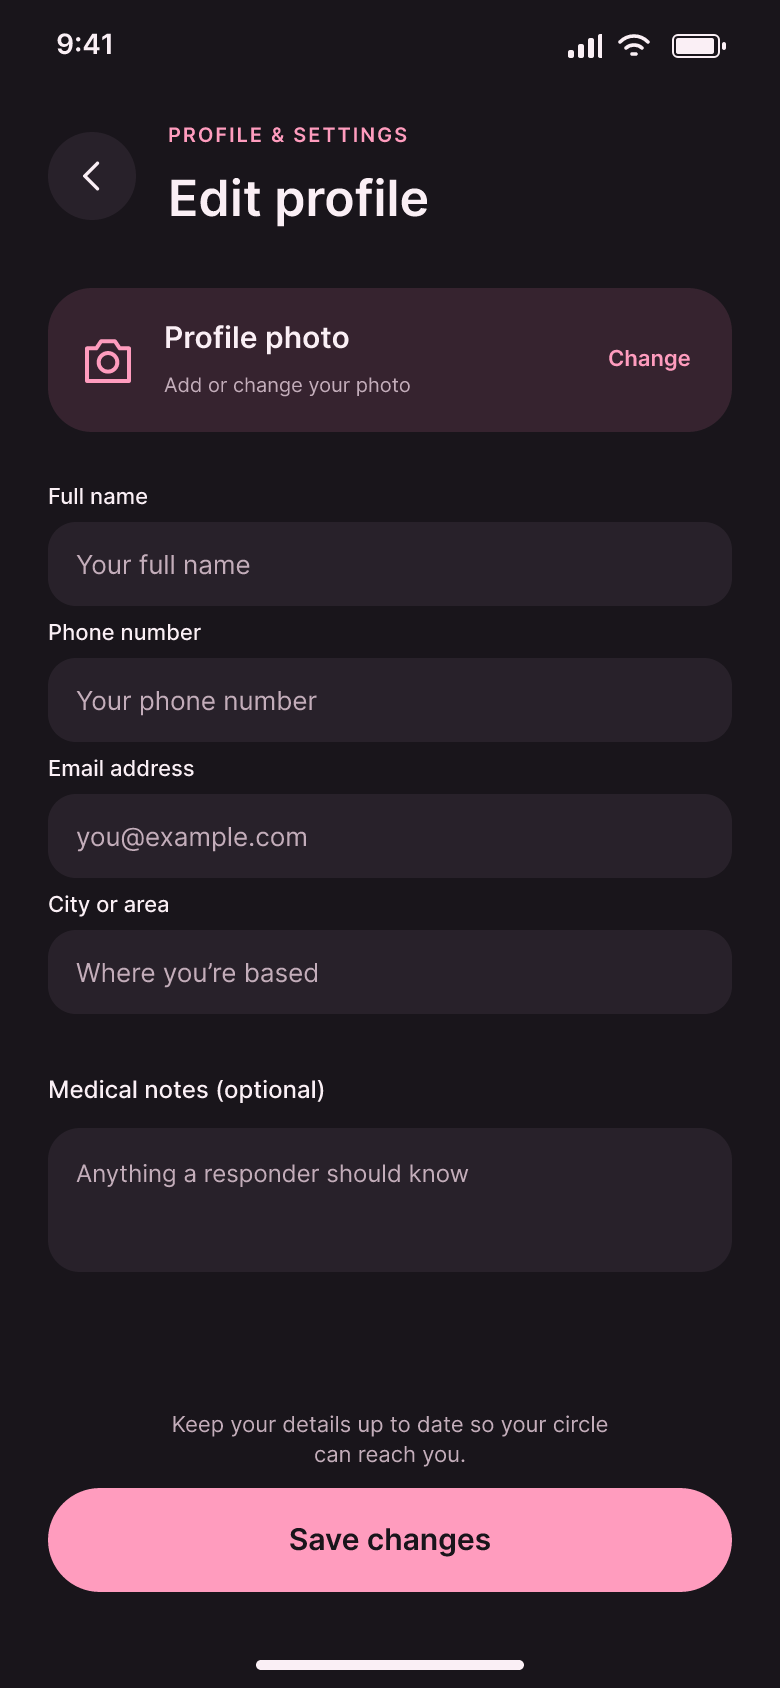 9:41
PROFILE & SETTINGS
Edit profile
Profile photo
Add or change your photo
Change
Full name
Your full name
Phone number
Your phone number
Email address
you@example.com
City or area
Where you’re based
Medical notes (optional)
Anything a responder should know
Keep your details up to date so your circle
can reach you.
Save changes